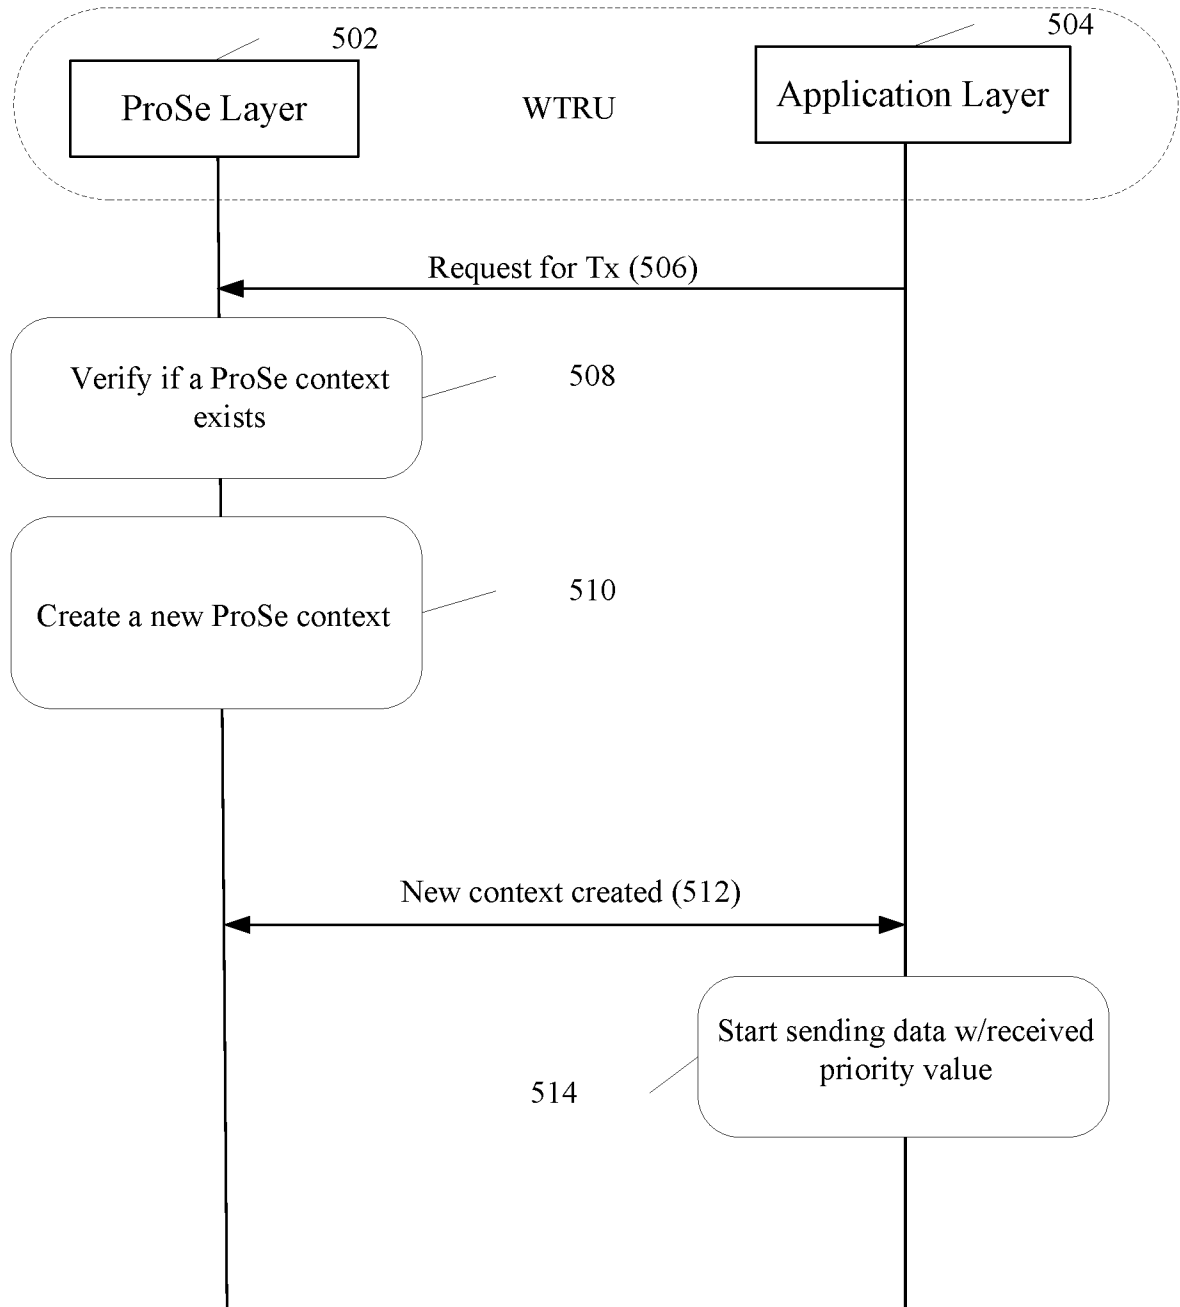 502
504
ProSe Layer
WTRU
Application Layer
Request for Tx (506)
Verify if a ProSe context
exists
508
Create a new ProSe context
510
New context created (512)
Start sending data w/received
priority value
514